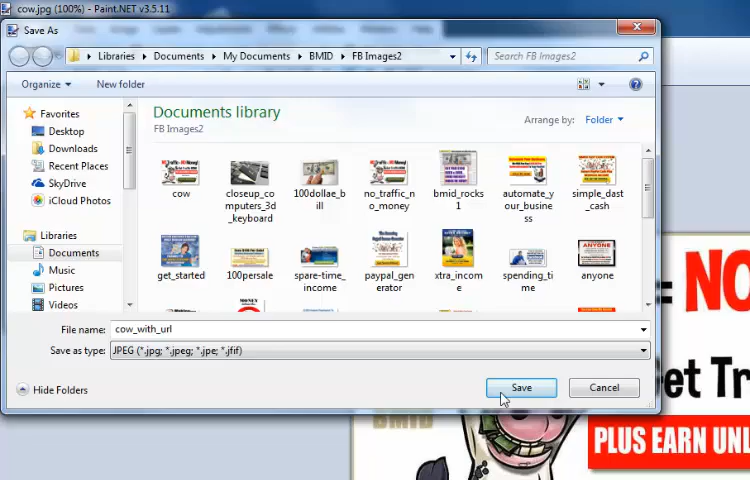 cow.jpg (100%) - Paint.NET v3.5.11
Save As
Libraries Documents My Documents BMID FB Images2 Search FB Images2
Organize New folder
Favorites
Desktop
Downloads
Recent Places
SkyDrive
iCloud Photos
Libraries
Documents
Music
Pictures
Videos
Documents library
FB Images2
Arrange by: Folder
cow
closeup_co
mputers_3d
_keyboard
100dollae_b
ill
no_traffic_n
o_money
bmid_rocks
1
automate_y
our_busine
ss
simple_dast
_cash
get_started
100persale
spare-time_
income
paypal_gen
erator
xtra_incom
e
spending_ti
me
anyone
File name: cow_with_url
Save as type: JPEG (*.jpg; *.jpeg; *.jpe; *.jfif)
Hide Folders
Save
Cancel
= NO
et Tr
PLUS EARN UNL
BMID